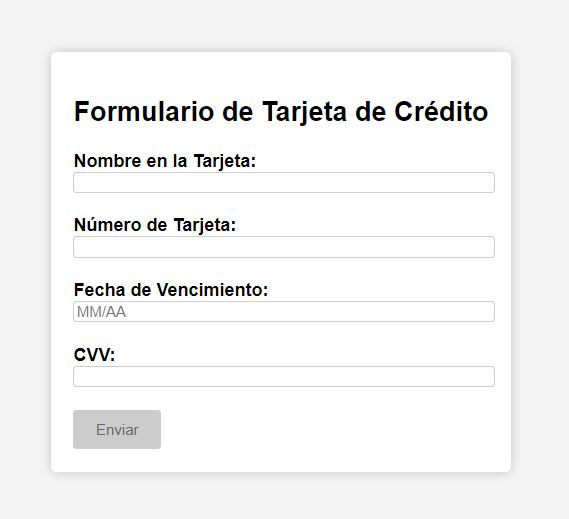 Formulario de Tarjeta de Crédito
Nombre en la Tarjeta:
Número de Tarjeta:
Fecha de Vencimiento:
MM/AA
CVV:
Enviar